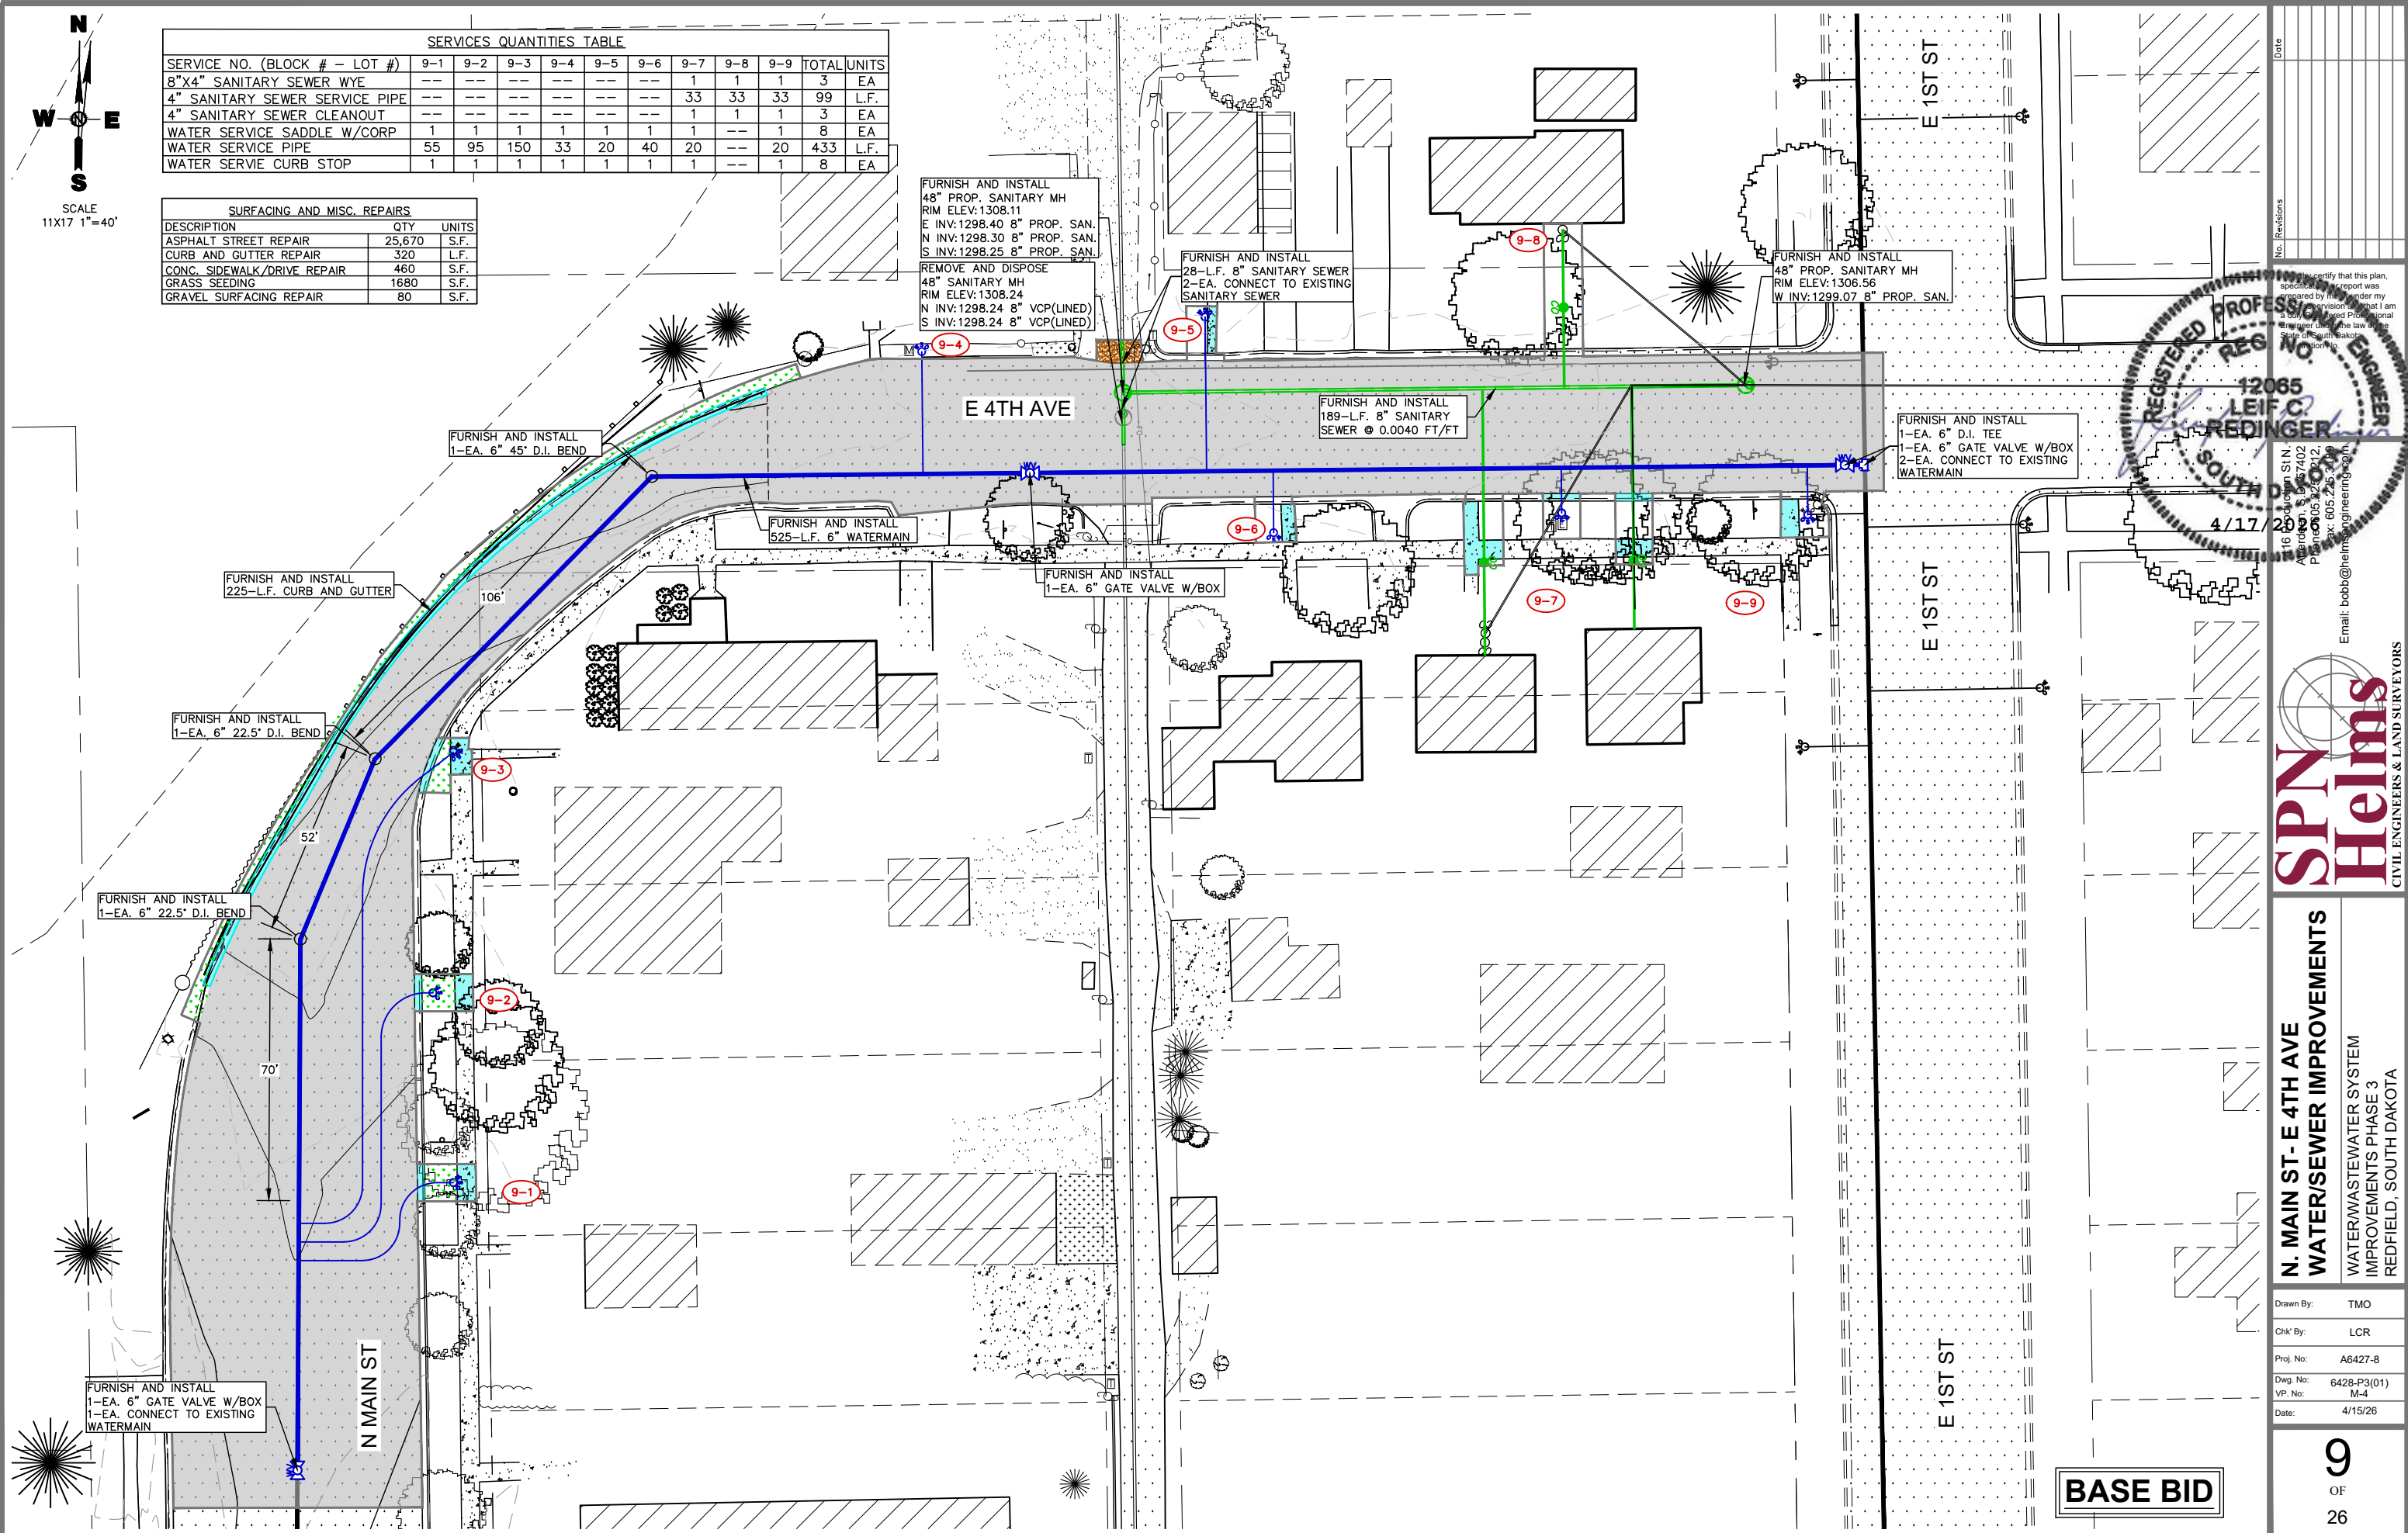 N
W E
S
SCALE
11X17 1"=40'
SERVICES QUANTITIES TABLE
SERVICE NO. (BLOCK # - LOT #) 9-1 9-2 9-3 9-4 9-5 9-6 9-7 9-8 9-9 TOTAL UNITS
8"X4" SANITARY SEWER WYE -- -- -- -- -- -- 1 1 1 3 EA
4" SANITARY SEWER SERVICE PIPE -- -- -- -- -- -- 33 33 33 99 L.F.
4" SANITARY SEWER CLEANOUT -- -- -- -- -- -- 1 1 1 3 EA
WATER SERVICE SADDLE W/CORP 1 1 1 1 1 1 1 -- 1 8 EA
WATER SERVICE PIPE 55 95 150 33 20 40 20 -- 20 433 L.F.
WATER SERVIE CURB STOP 1 1 1 1 1 1 1 -- 1 8 EA
SURFACING AND MISC. REPAIRS
DESCRIPTION QTY UNITS
ASPHALT STREET REPAIR 25,670 S.F.
CURB AND GUTTER REPAIR 320 L.F.
CONC. SIDEWALK/DRIVE REPAIR 460 S.F.
GRASS SEEDING 1680 S.F.
GRAVEL SURFACING REPAIR 80 S.F.
FURNISH AND INSTALL
48" PROP. SANITARY MH
RIM ELEV:1308.11
E INV:1298.40 8" PROP. SAN.
N INV:1298.30 8" PROP. SAN.
S INV:1298.25 8" PROP. SAN.
REMOVE AND DISPOSE
48" SANITARY MH
RIM ELEV:1308.24
N INV:1298.24 8" VCP(LINED)
S INV:1298.24 8" VCP(LINED)
FURNISH AND INSTALL
28-L.F. 8" SANITARY SEWER
2-EA. CONNECT TO EXISTING
SANITARY SEWER
FURNISH AND INSTALL
48" PROP. SANITARY MH
RIM ELEV:1306.56
W INV:1299.07 8" PROP. SAN.
9-8
9-5
9-4
E 4TH AVE
FURNISH AND INSTALL
189-L.F. 8" SANITARY
SEWER @ 0.0040 FT/FT
FURNISH AND INSTALL
1-EA. 6" D.I. TEE
1-EA. 6" GATE VALVE W/BOX
2-EA. CONNECT TO EXISTING
WATERMAIN
FURNISH AND INSTALL
1-EA. 6" 45° D.I. BEND
FURNISH AND INSTALL
525-L.F. 6" WATERMAIN
9-6
FURNISH AND INSTALL
1-EA. 6" GATE VALVE W/BOX
9-7
9-9
FURNISH AND INSTALL
225-L.F. CURB AND GUTTER
106'
FURNISH AND INSTALL
1-EA. 6" 22.5° D.I. BEND
9-3
52'
FURNISH AND INSTALL
1-EA. 6" 22.5° D.I. BEND
9-2
70'
9-1
FURNISH AND INSTALL
1-EA. 6" GATE VALVE W/BOX
1-EA. CONNECT TO EXISTING
WATERMAIN
N MAIN ST
E 1ST ST
E 1ST ST
E 1ST ST
BASE BID
Date
No. Revisions
certify that this plan,
report was
REGISTERED PROFESSIONAL ENGINEER
REG NO.
12065
LEIF C.
REDINGER
SOUTH
4/17/2026
Email: bobb@helmsengineering.com
SPN
Helms
CIVIL ENGINEERS & LAND SURVEYORS
N. MAIN ST- E 4TH AVE
WATER/SEWER IMPROVEMENTS
WATER/WASTEWATER SYSTEM
IMPROVEMENTS PHASE 3
REDFIELD, SOUTH DAKOTA
Drawn By: TMO
Chk' By: LCR
Proj. No: A6427-8
Dwg. No: 6428-P3(01)
VP. No: M-4
Date: 4/15/26
9
OF
26